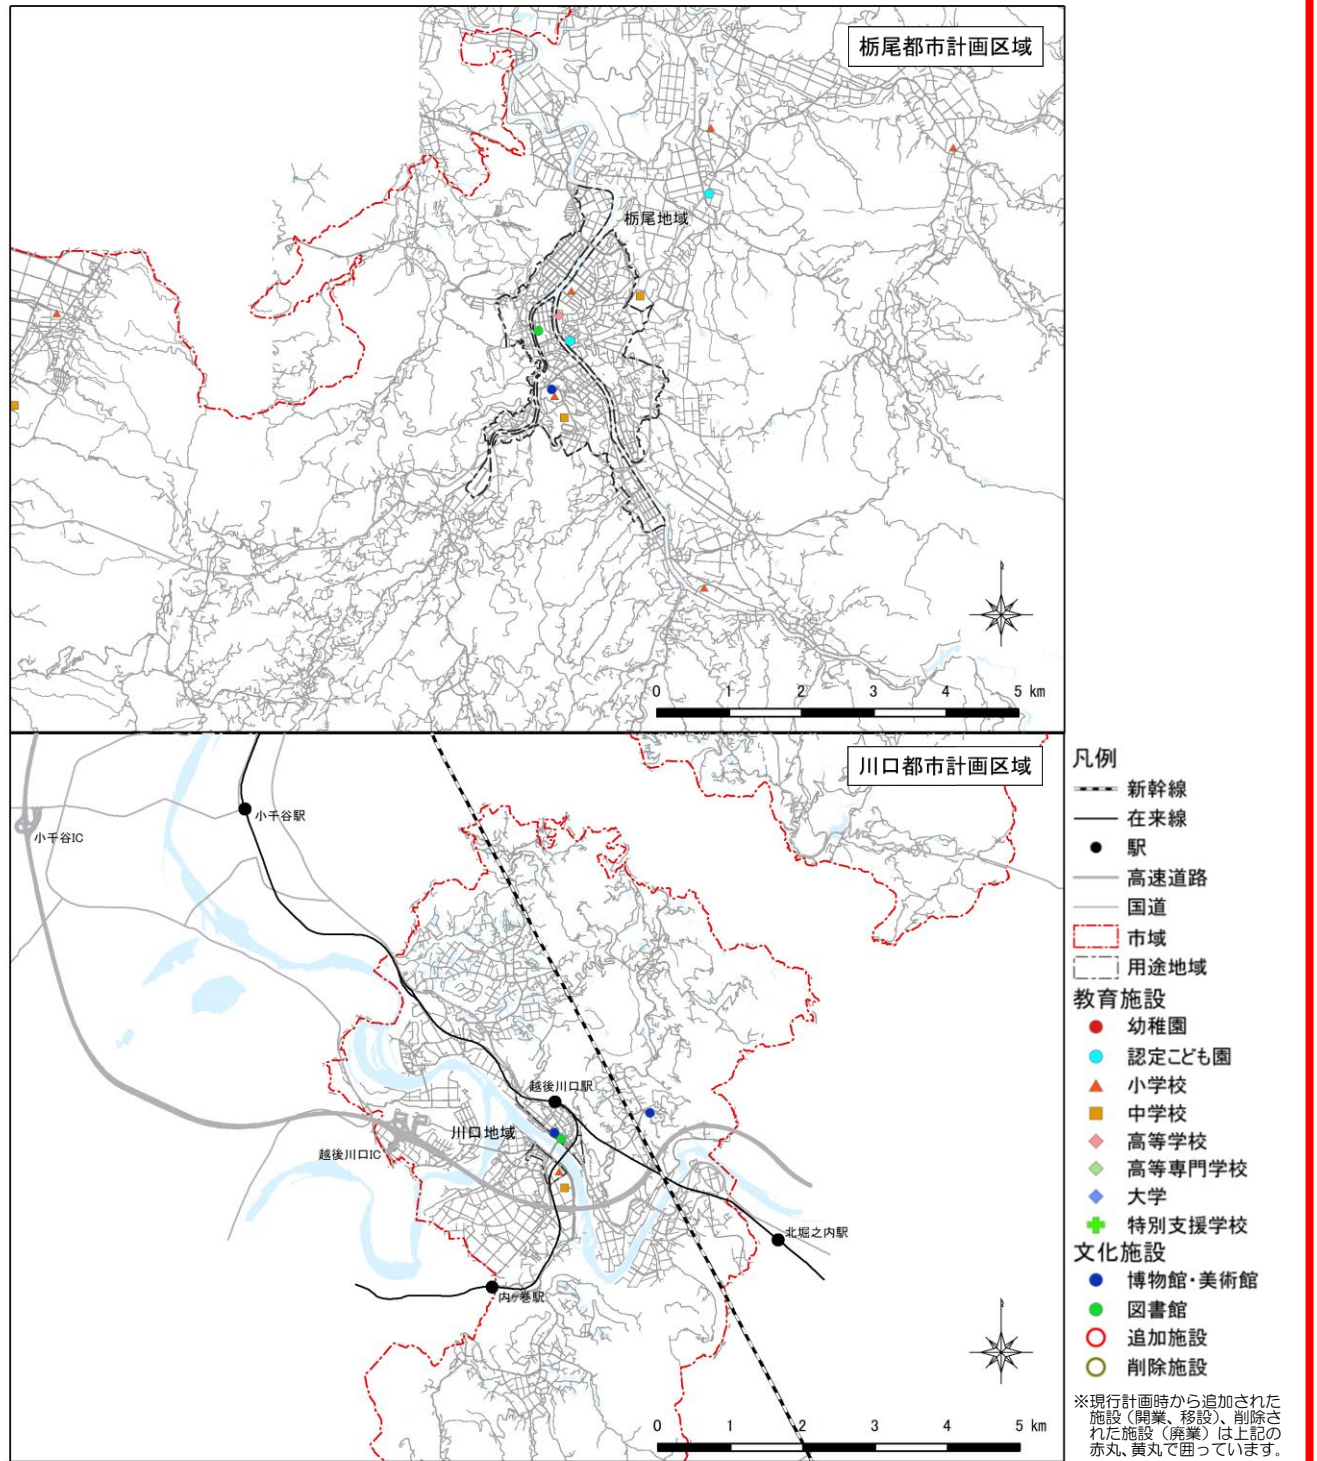 栃尾都市計画区域
栃尾地域
0 1 2 3 4 5 km
川口都市計画区域
小千谷駅
小千谷IC
越後川口駅
川口地域
越後川口IC
北堀之内駅
内ヶ巻駅
0 1 2 3 4 5 km
凡例
新幹線
在来線
駅
高速道路
国道
市域
用途地域
教育施設
幼稚園
認定こども園
小学校
中学校
高等学校
高等専門学校
大学
特別支援学校
文化施設
博物館・美術館
図書館
追加施設
削除施設
※現行計画時から追加された
施設（開業、移設）、削除さ
れた施設（廃業）は上記の
赤丸、黄丸で囲っています。